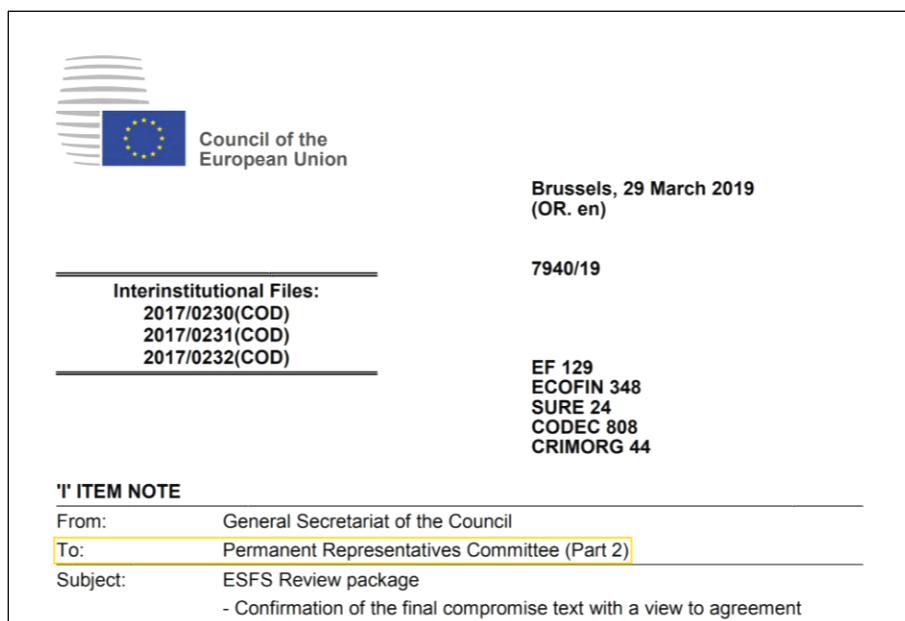 Council of the
European Union
Brussels, 29 March 2019
(OR. en)
7940/19
Interinstitutional Files:
2017/0230(COD)
2017/0231(COD)
2017/0232(COD)
EF 129
ECOFIN 348
SURE 24
CODEC 808
CRIMORG 44
'I' ITEM NOTE
From: General Secretariat of the Council
To: Permanent Representatives Committee (Part 2)
Subject: ESFS Review package
- Confirmation of the final compromise text with a view to agreement